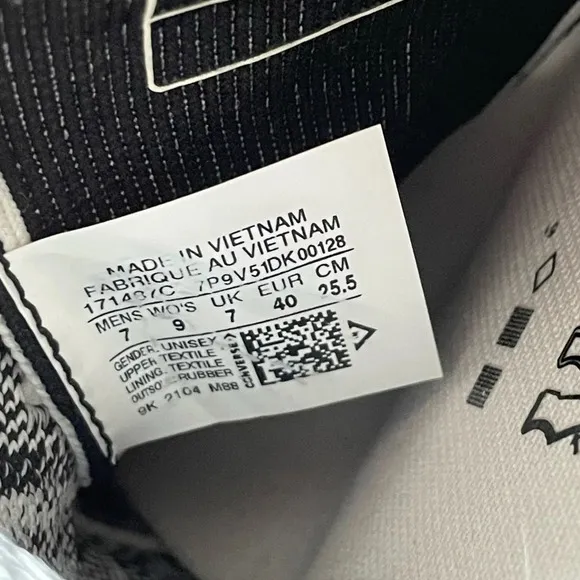 MADE IN VIETNAM
FABRIQUE AU VIETNAM
171487C 7P9V51DK00128
MENS WO'S UK EUR CM
7 9 7 40 25.5
GENDER: UNISEX
UPPER: TEXTILE
LINING: TEXTILE
OUTSO RUBBER
9K 2104 M88
CONVERSE